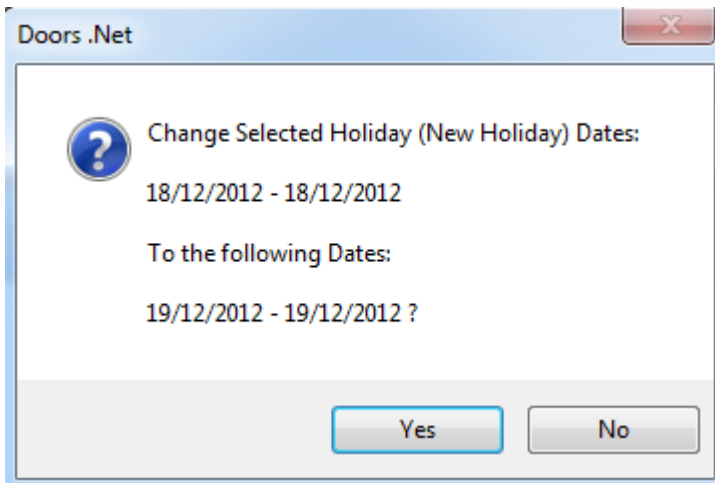 Doors .Net
Change Selected Holiday (New Holiday) Dates:
18/12/2012 - 18/12/2012
To the following Dates:
19/12/2012 - 19/12/2012 ?
Yes
No